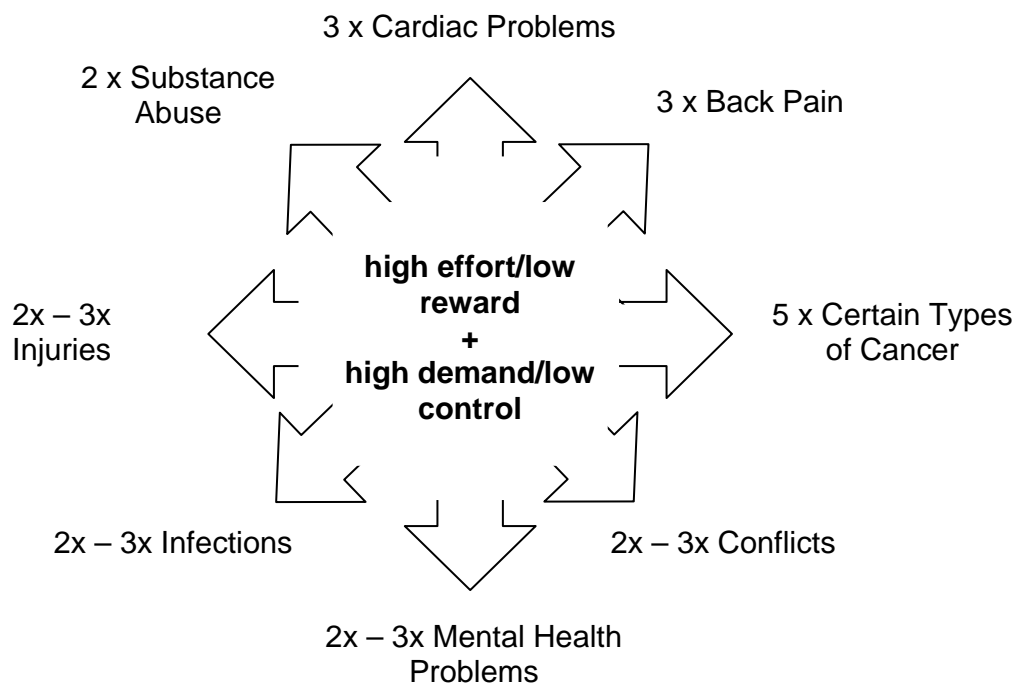 3 x Cardiac Problems
2 x Substance
Abuse
3 x Back Pain
high effort/low
reward
+
high demand/low
control
2x – 3x
Injuries
5 x Certain Types
of Cancer
2x – 3x Infections
2x – 3x Conflicts
2x – 3x Mental Health
Problems